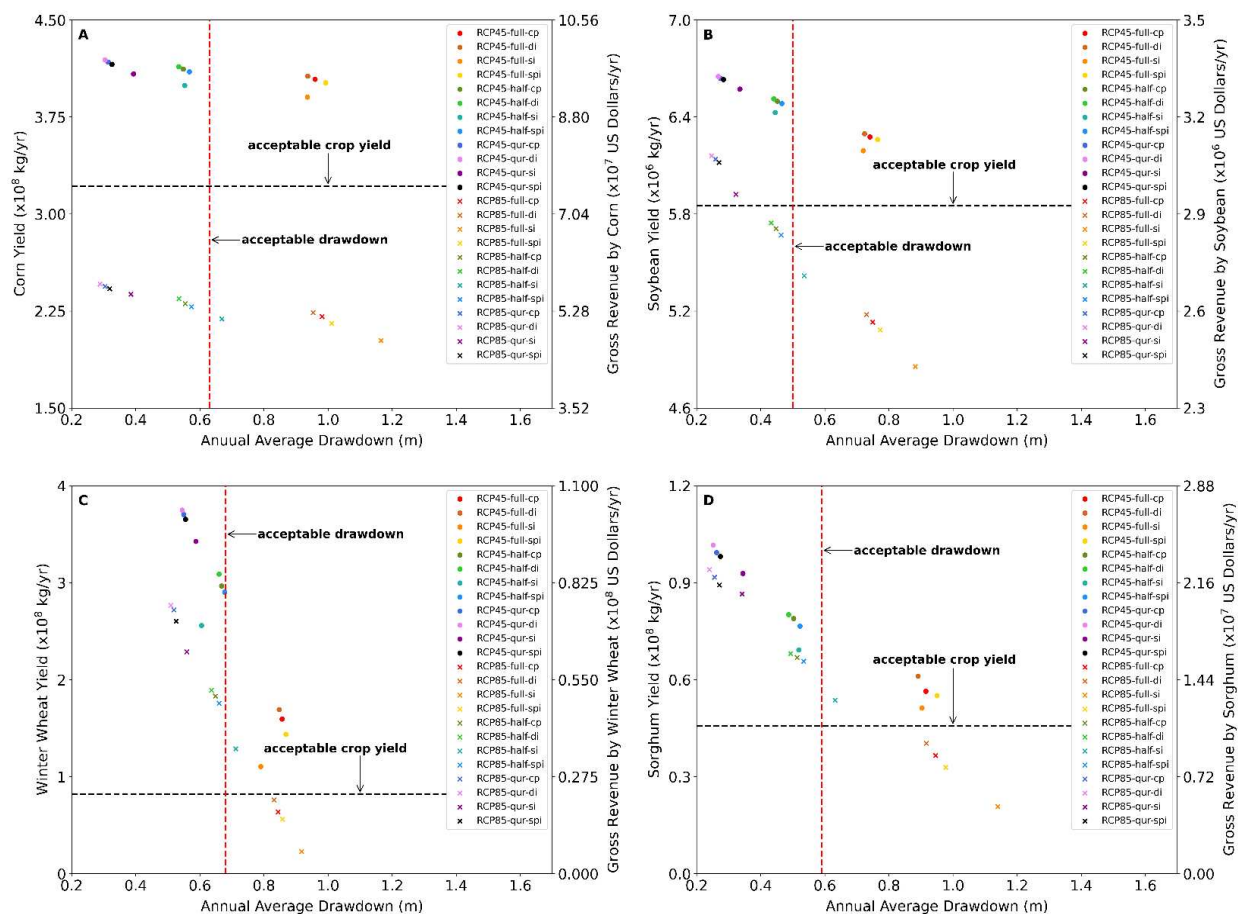 A
Corn Yield (x10⁸ kg/yr)
4.50
3.75
3.00
2.25
1.50
acceptable crop yield
acceptable drawdown
10.56
8.80
7.04
5.28
3.52
Gross Revenue by Corn (x10⁷ US Dollars/yr)
RCP45-full-cp
RCP45-full-di
RCP45-full-si
RCP45-full-spi
RCP45-half-cp
RCP45-half-di
RCP45-half-si
RCP45-half-spi
RCP45-qur-cp
RCP45-qur-di
RCP45-qur-si
RCP45-qur-spi
RCP85-full-cp
RCP85-full-di
RCP85-full-si
RCP85-full-spi
RCP85-half-cp
RCP85-half-di
RCP85-half-si
RCP85-half-spi
RCP85-qur-cp
RCP85-qur-di
RCP85-qur-si
RCP85-qur-spi
0.2 0.4 0.6 0.8 1.0 1.2 1.4 1.6
Anuual Average Drawdown (m)
B
Soybean Yield (x10⁶ kg/yr)
7.0
6.4
5.8
5.2
4.6
acceptable crop yield
acceptable drawdown
3.5
3.2
2.9
2.6
2.3
Gross Revenue by Soybean (x10⁶ US Dollars/yr)
RCP45-full-cp
RCP45-full-di
RCP45-full-si
RCP45-full-spi
RCP45-half-cp
RCP45-half-di
RCP45-half-si
RCP45-half-spi
RCP45-qur-cp
RCP45-qur-di
RCP45-qur-si
RCP45-qur-spi
RCP85-full-cp
RCP85-full-di
RCP85-full-si
RCP85-full-spi
RCP85-half-cp
RCP85-half-di
RCP85-half-si
RCP85-half-spi
RCP85-qur-cp
RCP85-qur-di
RCP85-qur-si
RCP85-qur-spi
0.2 0.4 0.6 0.8 1.0 1.2 1.4 1.6
Annual Average Drawdown (m)
C
Winter Wheat Yield (x10⁸ kg/yr)
4
3
2
1
0
acceptable drawdown
acceptable crop yield
1.100
0.825
0.550
0.275
0.000
Gross Revenue by Winter Wheat (x10⁸ US Dollars/yr)
RCP45-full-cp
RCP45-full-di
RCP45-full-si
RCP45-full-spi
RCP45-half-cp
RCP45-half-di
RCP45-half-si
RCP45-half-spi
RCP45-qur-cp
RCP45-qur-di
RCP45-qur-si
RCP45-qur-spi
RCP85-full-cp
RCP85-full-di
RCP85-full-si
RCP85-full-spi
RCP85-half-cp
RCP85-half-di
RCP85-half-si
RCP85-half-spi
RCP85-qur-cp
RCP85-qur-di
RCP85-qur-si
RCP85-qur-spi
0.2 0.4 0.6 0.8 1.0 1.2 1.4 1.6
Annual Average Drawdown (m)
D
Sorghum Yield (x10⁸ kg/yr)
1.2
0.9
0.6
0.3
0.0
acceptable drawdown
acceptable crop yield
2.88
2.16
1.44
0.72
0.00
Gross Revenue by Sorghum (x10⁷ US Dollars/yr)
RCP45-full-cp
RCP45-full-di
RCP45-full-si
RCP45-full-spi
RCP45-half-cp
RCP45-half-di
RCP45-half-si
RCP45-half-spi
RCP45-qur-cp
RCP45-qur-di
RCP45-qur-si
RCP45-qur-spi
RCP85-full-cp
RCP85-full-di
RCP85-full-si
RCP85-full-spi
RCP85-half-cp
RCP85-half-di
RCP85-half-si
RCP85-half-spi
RCP85-qur-cp
RCP85-qur-di
RCP85-qur-si
RCP85-qur-spi
0.2 0.4 0.6 0.8 1.0 1.2 1.4 1.6
Annual Average Drawdown (m)